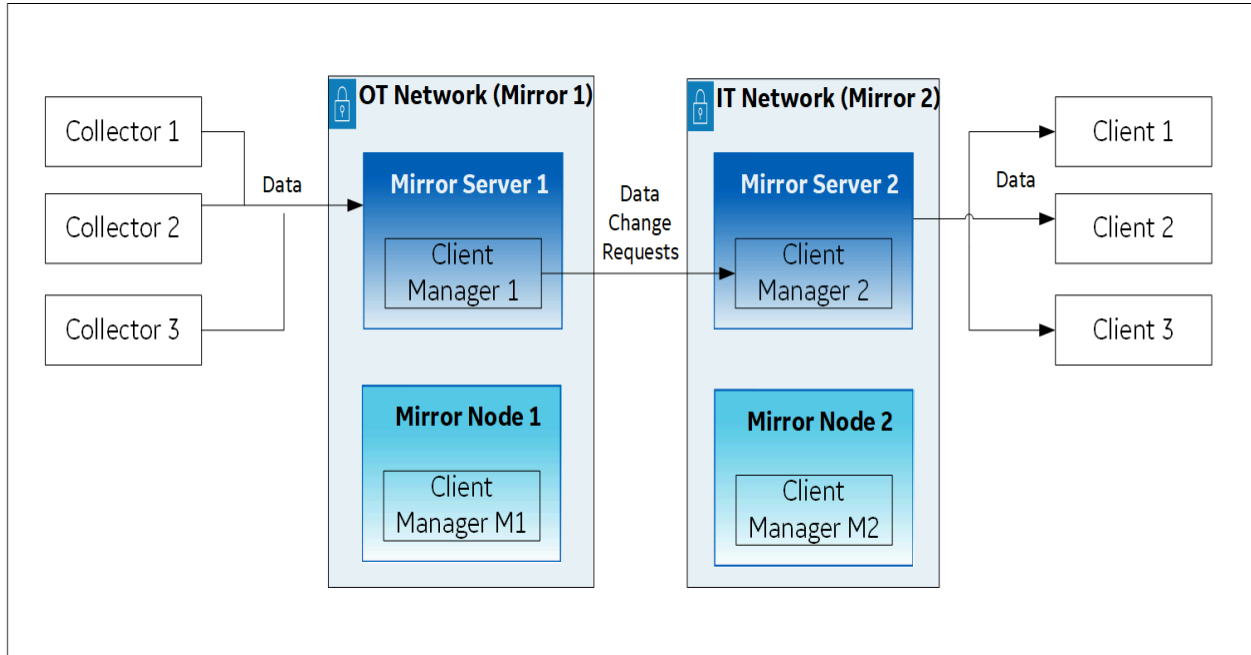 OT Network (Mirror 1)
IT Network (Mirror 2)
Collector 1
Collector 2
Collector 3
Data
Mirror Server 1
Client
Manager 1
Mirror Node 1
Client
Manager M1
Data
Change
Requests
Mirror Server 2
Client
Manager 2
Mirror Node 2
Client
Manager M2
Data
Client 1
Client 2
Client 3